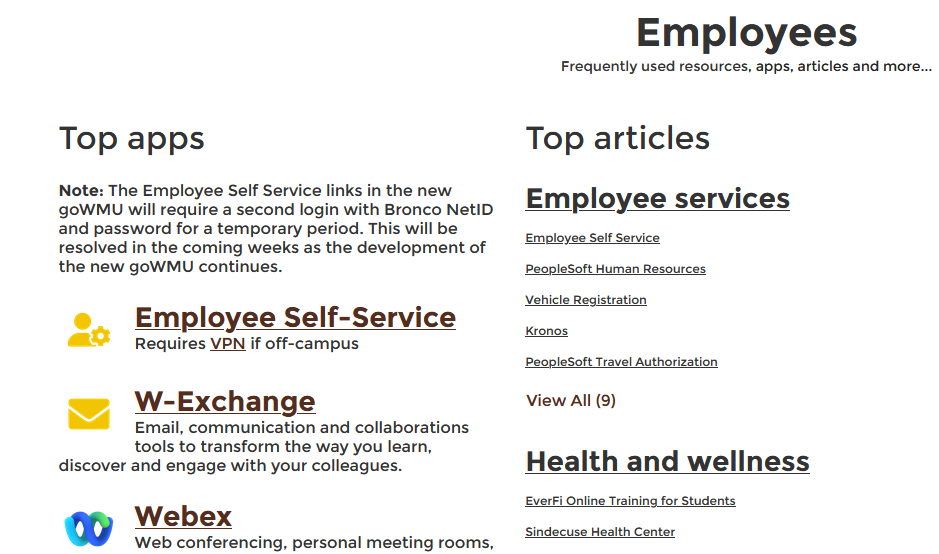 Employees
Frequently used resources, apps, articles and more...
Top apps
Note: The Employee Self Service links in the new
goWMU will require a second login with Bronco NetID
and password for a temporary period. This will be
resolved in the coming weeks as the development of
the new goWMU continues.
Employee Self-Service
Requires VPN if off-campus
W-Exchange
Email, communication and collaborations
tools to transform the way you learn,
discover and engage with your colleagues.
Webex
Web conferencing, personal meeting rooms,
Top articles
Employee services
Employee Self Service
PeopleSoft Human Resources
Vehicle Registration
Kronos
PeopleSoft Travel Authorization
View All (9)
Health and wellness
EverFi Online Training for Students
Sindecuse Health Center